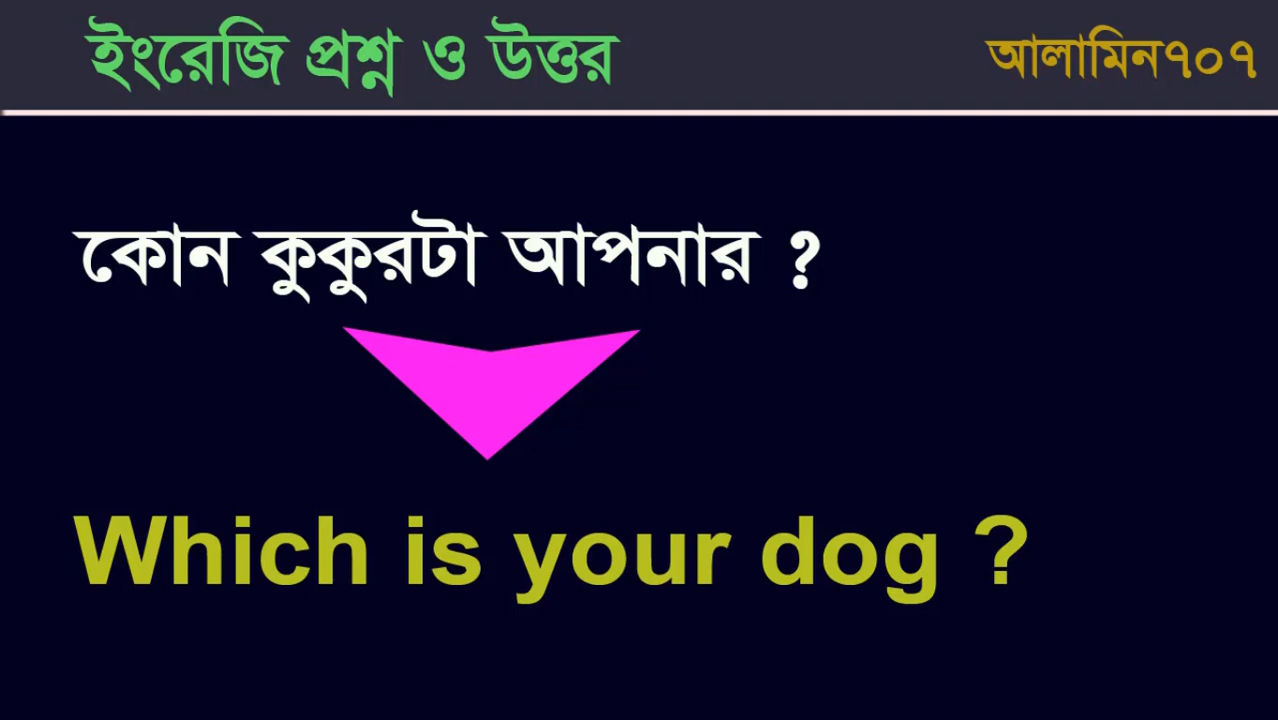 ইংরেজি প্রশ্ন ও উত্তর
আলামিন৭০৭
কোন কুকুরটা আপনার ?
Which is your dog ?